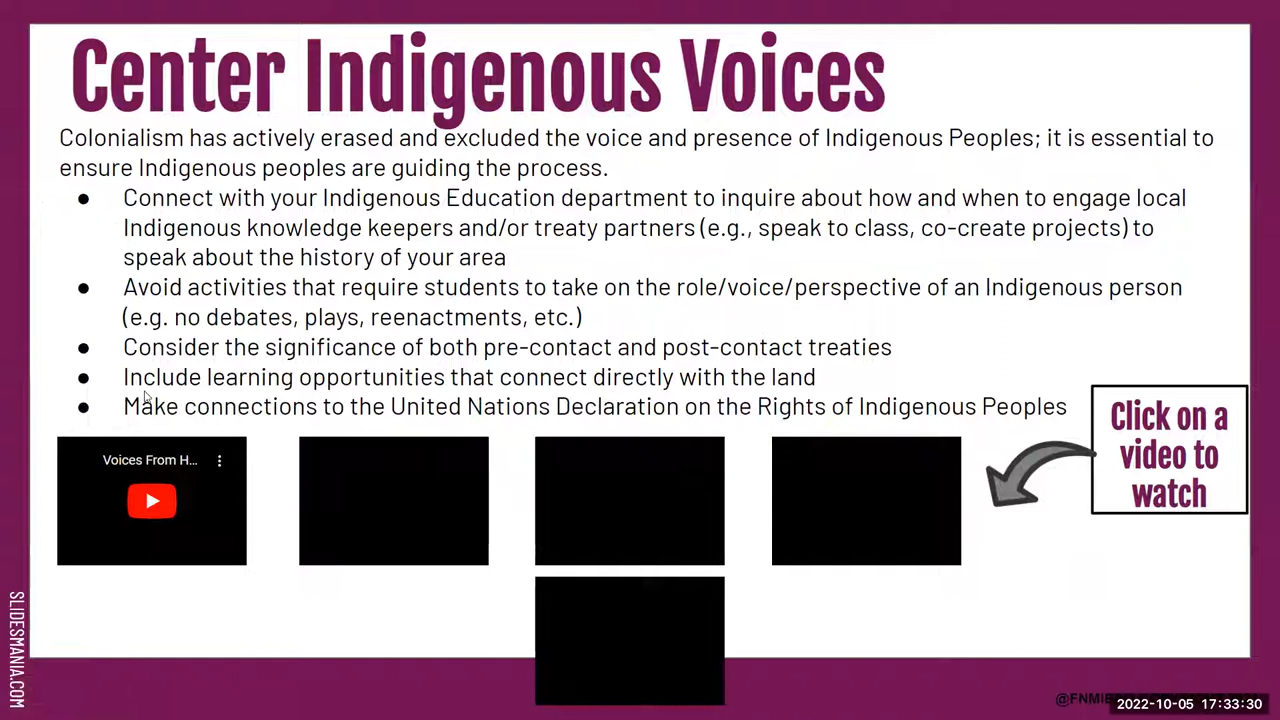 Center Indigenous Voices
Colonialism has actively erased and excluded the voice and presence of Indigenous Peoples; it is essential to
ensure Indigenous peoples are guiding the process.
● Connect with your Indigenous Education department to inquire about how and when to engage local
Indigenous knowledge keepers and/or treaty partners (e.g., speak to class, co-create projects) to
speak about the history of your area
● Avoid activities that require students to take on the role/voice/perspective of an Indigenous person
(e.g. no debates, plays, reenactments, etc.)
● Consider the significance of both pre-contact and post-contact treaties
● Include learning opportunities that connect directly with the land
● Make connections to the United Nations Declaration on the Rights of Indigenous Peoples
Click on a
video to
watch
Voices From H...
SLIDESMANIA.COM
2022-10-05 17:33:30